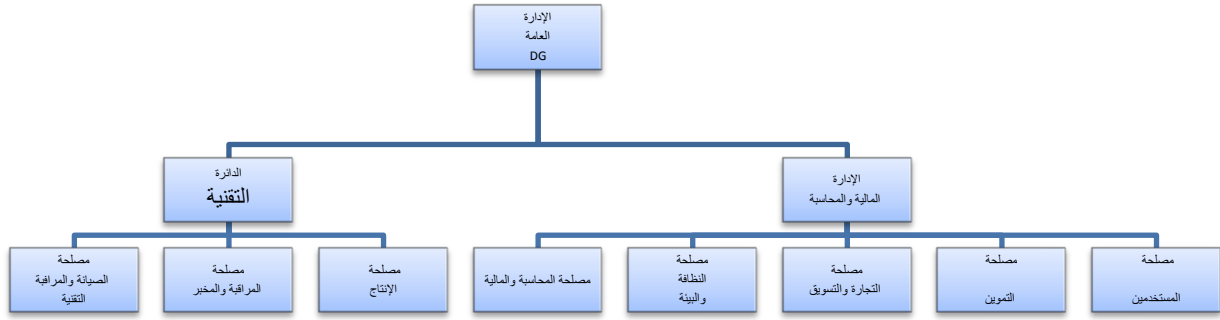 الإدارة
العامة
DG
الإدارة
المالية والمحاسبة
الدائرة
التقنية
مصلحة
المستخدمين
مصلحة
التموين
مصلحة
التجارة والتسويق
مصلحة
النظافة
والبيئة
مصلحة المحاسبة والمالية
مصلحة
الإنتاج
مصلحة
المراقبة والمخبر
مصلحة
الصيانة والمراقبة
التقنية